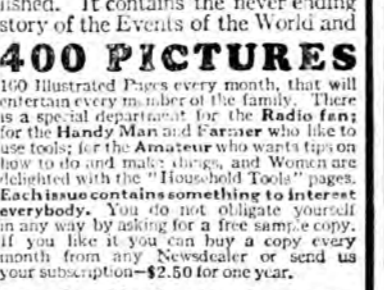 lished. It contains the never ending
story of the Events of the World and
400 PICTURES
160 Illustrated Pages every month, that will
entertain every member of the family. There
is a special department for the Radio fan;
for the Handy Man and Farmer who like to
use tools; for the Amateur who wants tips on
how to do and make things, and Women are
delighted with the "Household Tools" pages.
Each issue contains something to interest
everybody. You do not obligate yourself
in any way by asking for a free sample copy.
If you like it you can buy a copy every
month from any Newsdealer or send us
your subscription—$2.50 for one year.